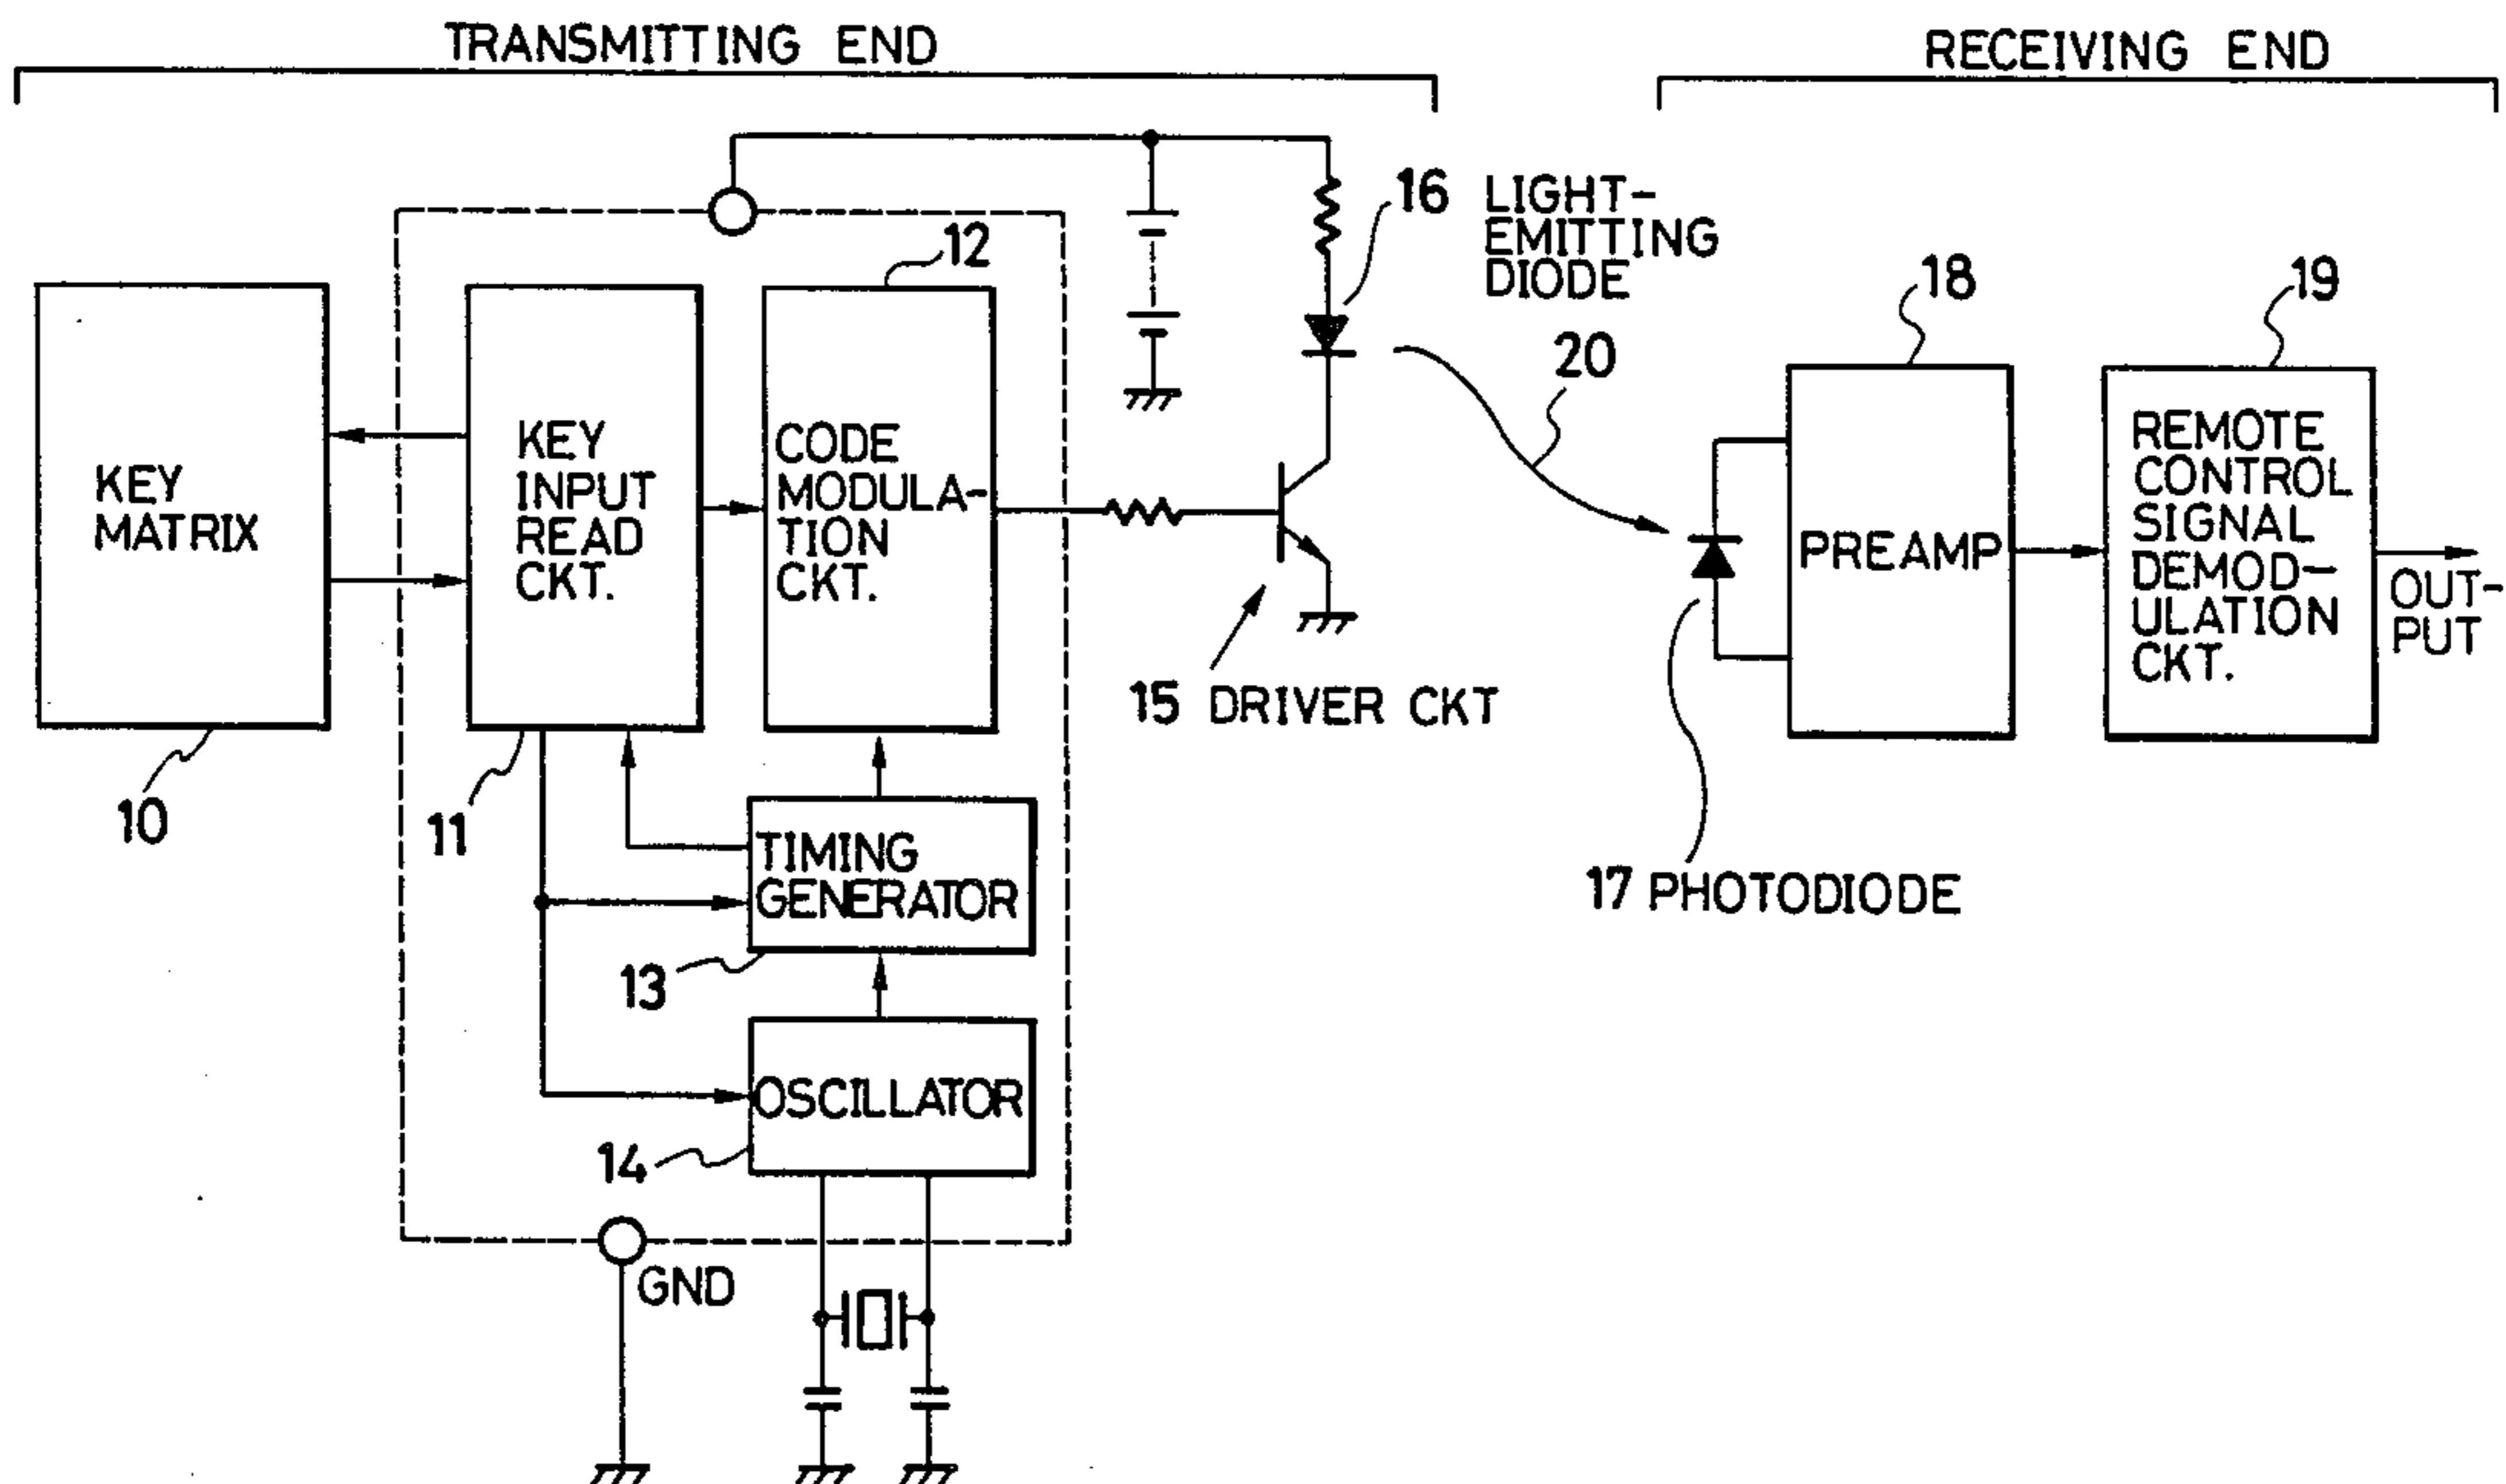 TRANSMITTING END
RECEIVING END
16 LIGHT-
EMITTING
DIODE
12
18
19
20
KEY
MATRIX
KEY
INPUT
READ
CKT.
CODE
MODULA-
TION
CKT.
PREAMP
REMOTE
CONTROL
SIGNAL
DEMOD-
ULATION
CKT.
OUT-
PUT
15 DRIVER CKT
10
11
TIMING
GENERATOR
17 PHOTODIODE
13
OSCILLATOR
14
GND